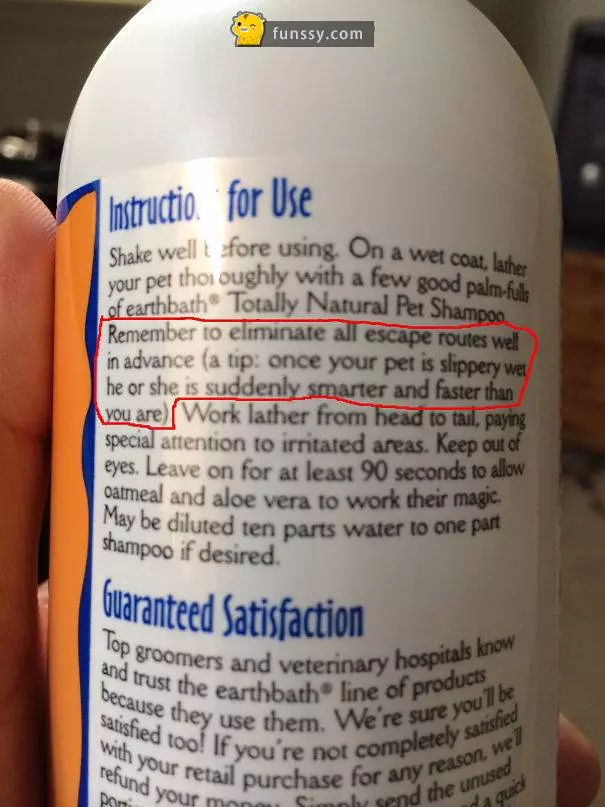 funssy.com
Instructions for Use
Shake well before using. On a wet coat, lather
your pet thoroughly with a few good palm-fulls
of earthbath® Totally Natural Pet Shampoo.
Remember to eliminate all escape routes well
in advance (a tip: once your pet is slippery wet
he or she is suddenly smarter and faster than
you are) Work lather from head to tail, paying
special attention to irritated areas. Keep out of
eyes. Leave on for at least 90 seconds to allow
oatmeal and aloe vera to work their magic.
May be diluted ten parts water to one part
shampoo if desired.
Guaranteed Satisfaction
Top groomers and veterinary hospitals know
and trust the earthbath® line of products
because they use them. We're sure you'll be
satisfied too! If you're not completely satisfied
with your retail purchase for any reason, we'll
refund your money. Simply send the unused
quick